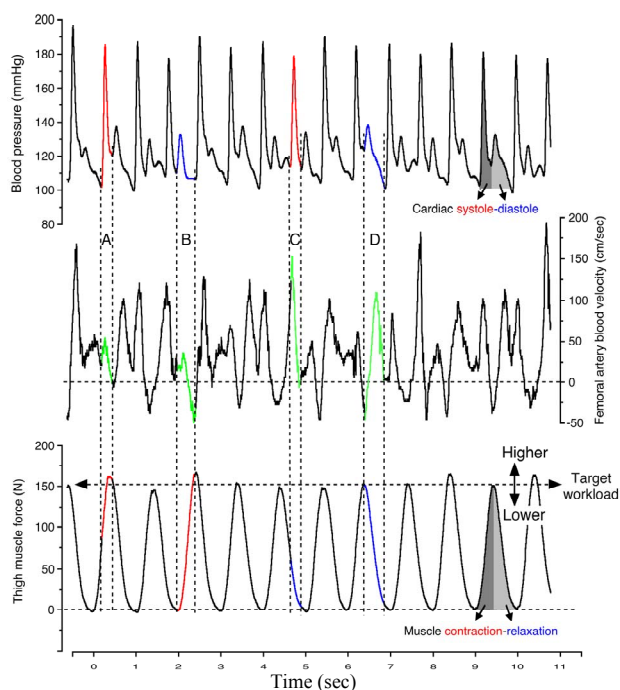 200
180
160
140
120
100
80
Blood pressure (mmHg)
Cardiac systole-diastole
A
B
C
D
200
150
100
50
0
-50
Femoral artery blood velocity (cm/sec)
200
150
100
50
0
Thigh muscle force (N)
Higher
Lower
Target
workload
Muscle contraction-relaxation
0 1 2 3 4 5 6 7 8 9 10 11
Time (sec)